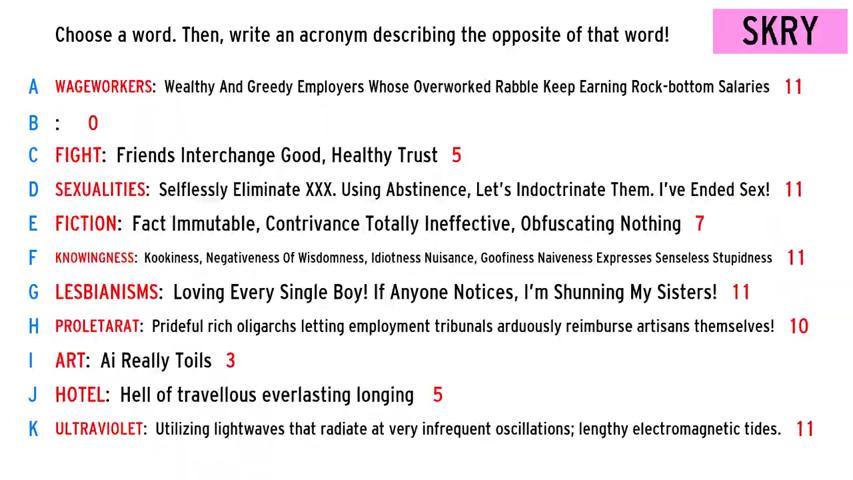 Choose a word. Then, write an acronym describing the opposite of that word!
SKRY
A WAGEWORKERS: Wealthy And Greedy Employers Whose Overworked Rabble Keep Earning Rock-bottom Salaries 11
B : 0
C FIGHT: Friends Interchange Good, Healthy Trust 5
D SEXUALITIES: Selflessly Eliminate XXX. Using Abstinence, Let's Indoctrinate Them. I've Ended Sex! 11
E FICTION: Fact Immutable, Contrivance Totally Ineffective, Obfuscating Nothing 7
F KNOWINGNESS: Kookiness, Negativeness Of Wisdomness, Idiotness Nuisance, Goofiness Naiveness Expresses Senseless Stupidness 11
G LESBIANISMS: Loving Every Single Boy! If Anyone Notices, I'm Shunning My Sisters! 11
H PROLETARAT: Prideful rich oligarchs letting employment tribunals arduously reimburse artisans themselves! 10
I ART: Ai Really Toils 3
J HOTEL: Hell of travellous everlasting longing 5
K ULTRAVIOLET: Utilizing lightwaves that radiate at very infrequent oscillations; lengthy electromagnetic tides. 11